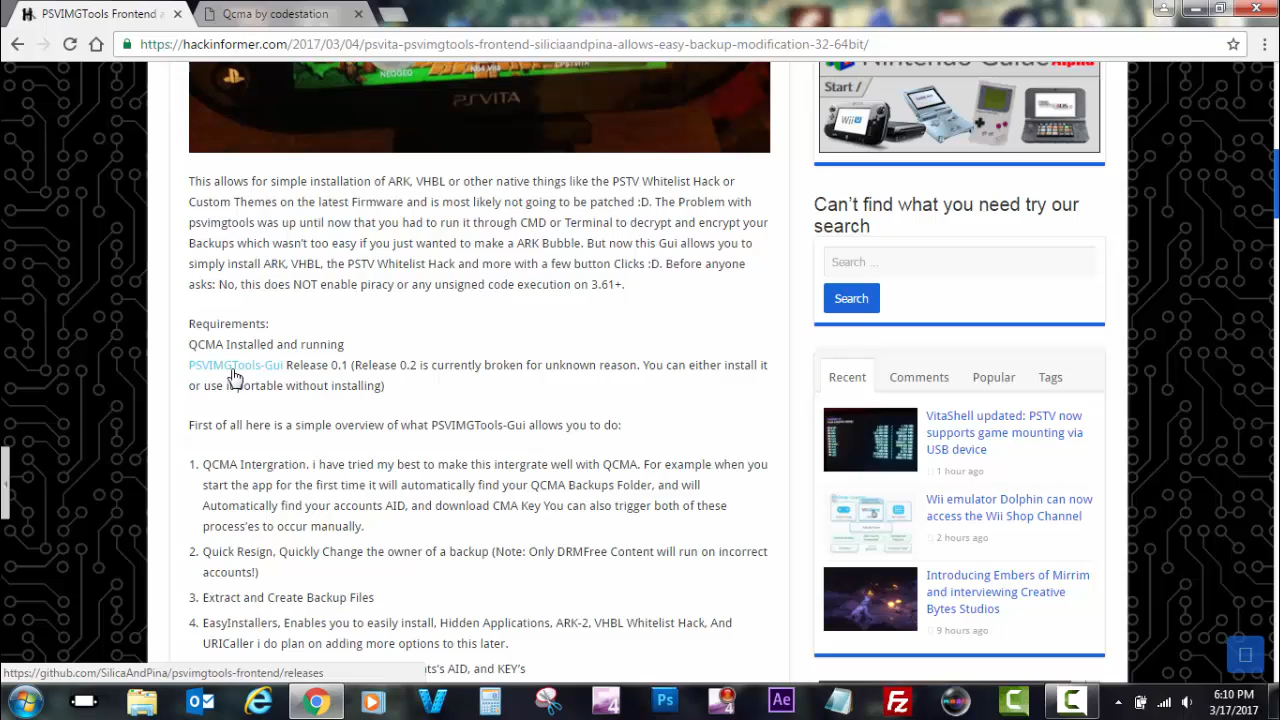 PSVIMGTools Frontend a
Qcma by codestation
https://hackinformer.com/2017/03/04/psvita-psvimgtools-frontend-siliciaandpina-allows-easy-backup-modification-32-64bit/
NEOGEO
PSVITA
Nintendo Guide Alpha
Start /
WiiU
This allows for simple installation of ARK, VHBL or other native things like the PSTV Whitelist Hack or
Custom Themes on the latest Firmware and is most likely not going to be patched :D. The Problem with
psvimgtools was up until now that you had to run it through CMD or Terminal to decrypt and encrypt your
Backups which wasn't too easy if you just wanted to make a ARK Bubble. But now this Gui allows you to
simply install ARK, VHBL, the PSTV Whitelist Hack and more with a few button Clicks :D. Before anyone
asks: No, this does NOT enable piracy or any unsigned code execution on 3.61+.
Requirements:
QCMA Installed and running
PSVIMGTools-Gui Release 0.1 (Release 0.2 is currently broken for unknown reason. You can either install it
or use it portable without installing)
First of all here is a simple overview of what PSVIMGTools-Gui allows you to do:
1. QCMA Intergration. i have tried my best to make this intergrate well with QCMA. For example when you
start the app for the first time it will automatically find your QCMA Backups Folder, and will
Automatically find your accounts AID, and download CMA Key You can also trigger both of these
process'es to occur manually.
2. Quick Resign, Quickly Change the owner of a backup (Note: Only DRMFree Content will run on incorrect
accounts!)
3. Extract and Create Backup Files
4. EasyInstallers, Enables you to easily install, Hidden Applications, ARK-2, VHBL Whitelist Hack, And
URICaller i do plan on adding more options to this later.
nts's AID, and KEY's
Can't find what you need try our
search
Search ...
Search
Recent
Comments
Popular
Tags
VitaShell updated: PSTV now
supports game mounting via
USB device
1 hour ago
Wii emulator Dolphin can now
access the Wii Shop Channel
2 hours ago
Introducing Embers of Mirrim
and interviewing Creative
Bytes Studios
9 hours ago
https://github.com/SilicaAndPina/psvimgtools-frontend/releases
4
Ps
4
Ae
Fz
6:10 PM
3/17/2017